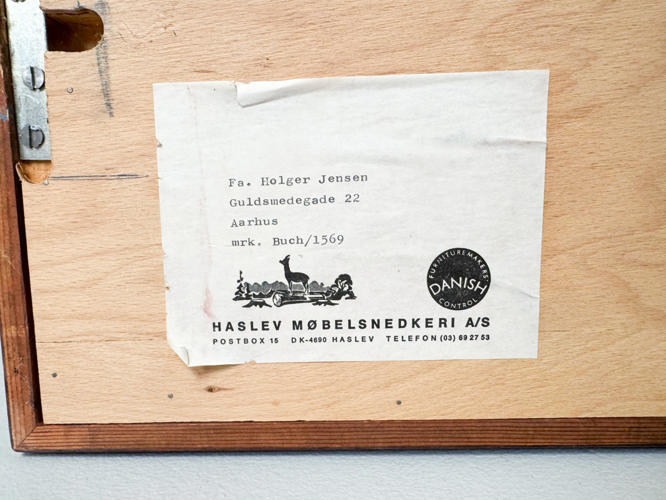 Fa. Holger Jensen
Guldsmedegade 22
Aarhus
mrk. Buch/1569
FURNITUREMAKERS'
DANISH
CONTROL
HASLEV MØBELSNEDKERI A/S
POSTBOX 15 DK-4690 HASLEV TELEFON (03) 69 27 53